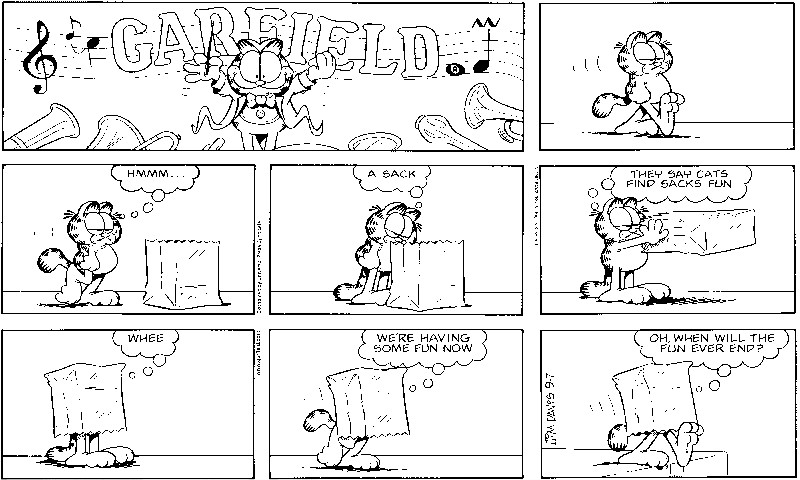 GARFIELD
HMMM...
A SACK
THEY SAY CATS
FIND SACKS FUN
WHEE
WE'RE HAVING
SOME FUN NOW
OH, WHEN WILL THE
FUN EVER END?
JIM DAVIS 9-7